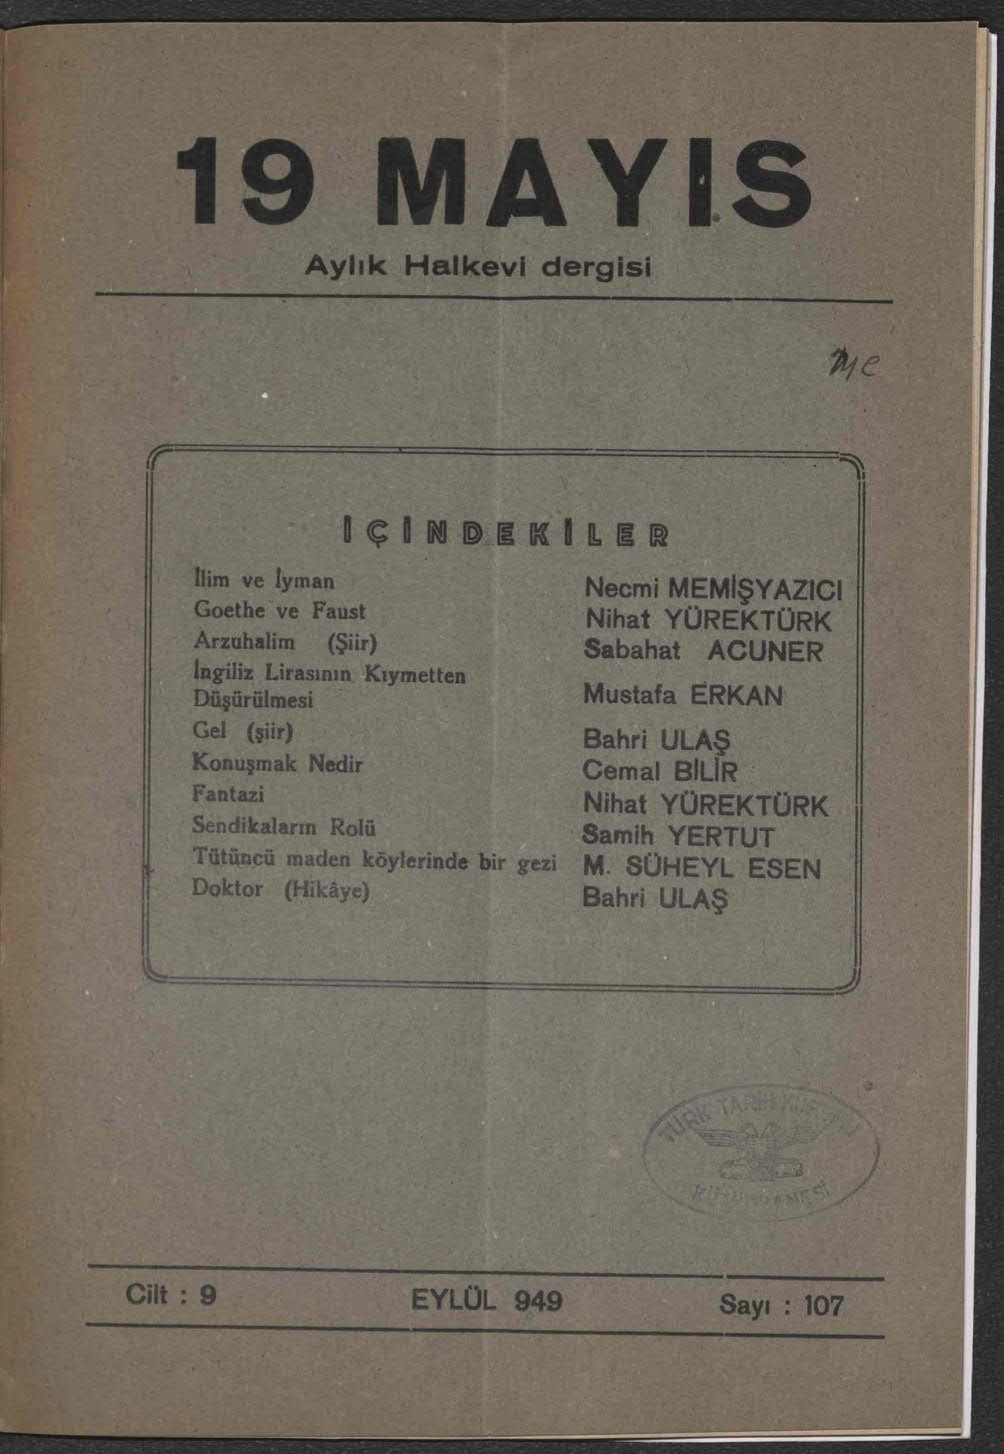 19 MAYIS
Aylık Halkevi dergisi
İÇİNDEKİLER
İlim ve İyman Necmi MEMİŞYAZICI
Goethe ve Faust Nihat YÜREKTÜRK
Arzuhalim (Şiir) Sabahat ACUNER
İngiliz Lirasının Kıymetten
Düşürülmesi Mustafa ERKAN
Gel (şiir) Bahri ULAŞ
Konuşmak Nedir Cemal BİLİR
Fantazi Nihat YÜREKTÜRK
Sendikaların Rolü Samih YERTUT
Tütüncü maden köylerinde bir gezi M. SÜHEYL ESEN
Doktor (Hikâye) Bahri ULAŞ
TÜRK TARİH
Cilt : 9 EYLÜL 949 Sayı : 107